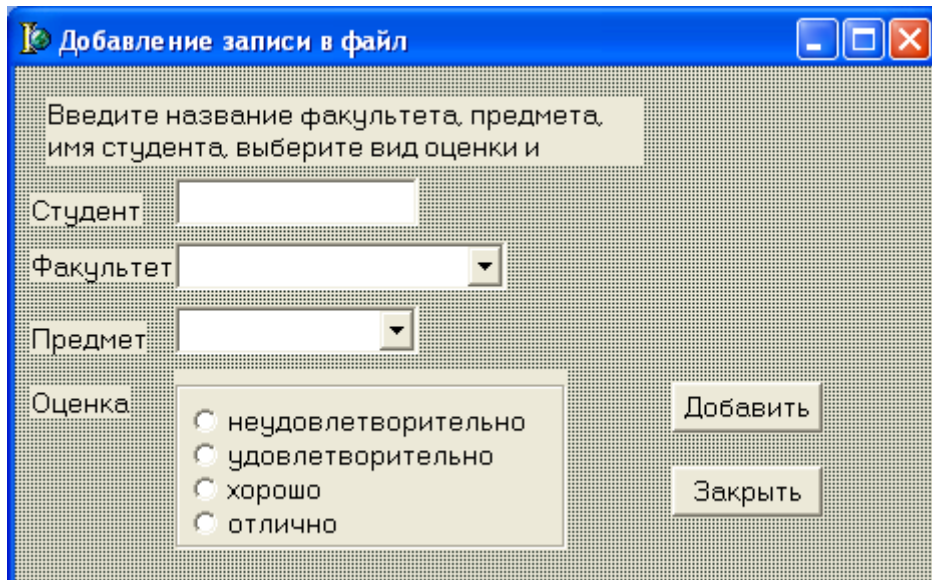 Добавление записи в файл
Введите название факультета, предмета,
имя студента, выберите вид оценки и
Студент
Факультет
Предмет
Оценка
неудовлетворительно
удовлетворительно
хорошо
отлично
Добавить
Закрыть